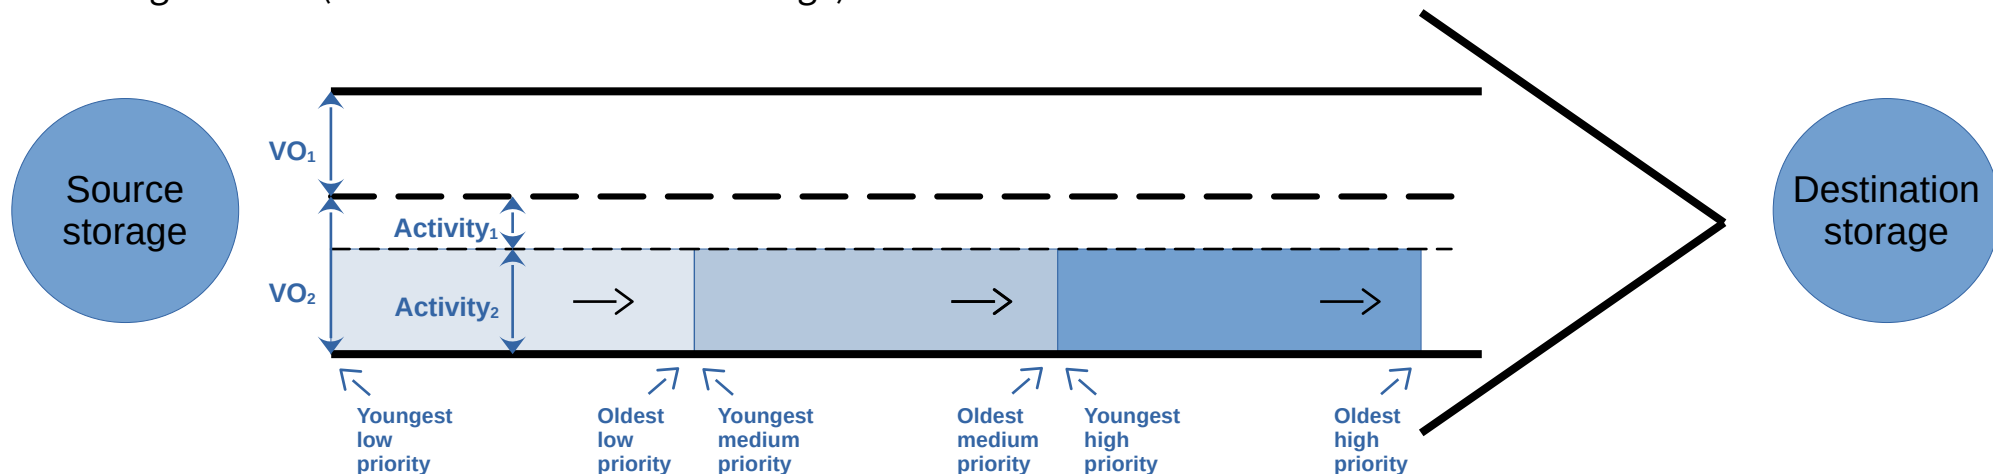 Source
storage
VO₁
Activity₁
VO₂
Activity₂
Destination
storage
Youngest
low
priority
Oldest
low
priority
Youngest
medium
priority
Oldest
medium
priority
Youngest
high
priority
Oldest
high
priority